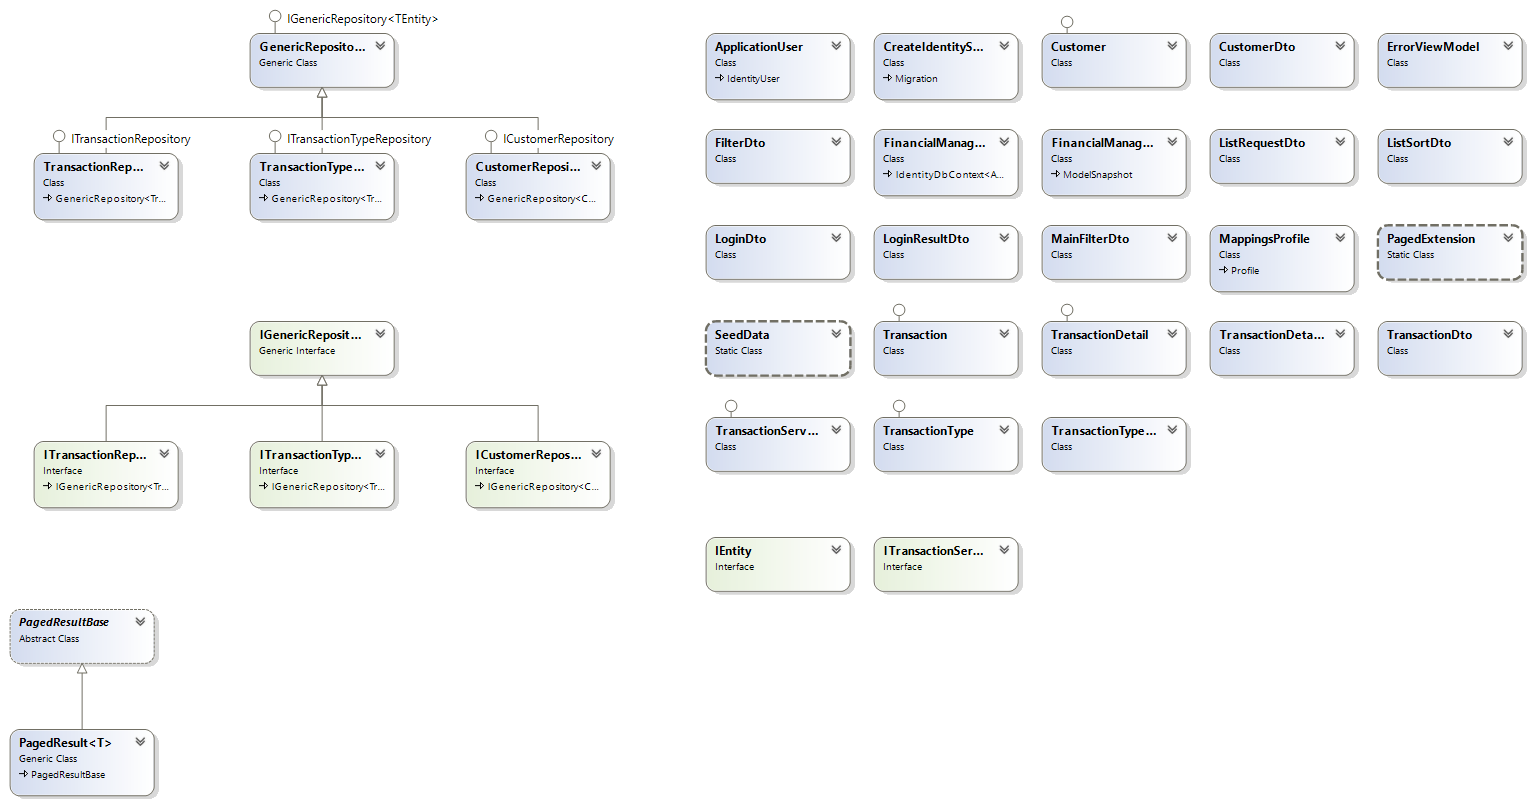 IGenericRepository<TEntity>
GenericReposito...
Generic Class
ITransactionRepository
ITransactionTypeRepository
ICustomerRepository
TransactionRep...
Class
GenericRepository<Tr...
TransactionType...
Class
GenericRepository<Tr...
CustomerReposi...
Class
GenericRepository<C...
IGenericReposit...
Generic Interface
ITransactionRep...
Interface
IGenericRepository<Tr...
ITransactionTyp...
Interface
IGenericRepository<Tr...
ICustomerRepos...
Interface
IGenericRepository<C...
PagedResultBase
Abstract Class
PagedResult<T>
Generic Class
PagedResultBase
ApplicationUser
Class
IdentityUser
CreateIdentityS...
Class
Migration
Customer
Class
CustomerDto
Class
ErrorViewModel
Class
FilterDto
Class
FinancialManag...
Class
IdentityDbContext<A...
FinancialManag...
Class
ModelSnapshot
ListRequestDto
Class
ListSortDto
Class
LoginDto
Class
LoginResultDto
Class
MainFilterDto
Class
MappingsProfile
Class
Profile
PagedExtension
Static Class
SeedData
Static Class
Transaction
Class
TransactionDetail
Class
TransactionDeta...
Class
TransactionDto
Class
TransactionServ...
Class
TransactionType
Class
TransactionType...
Class
IEntity
Interface
ITransactionSer...
Interface